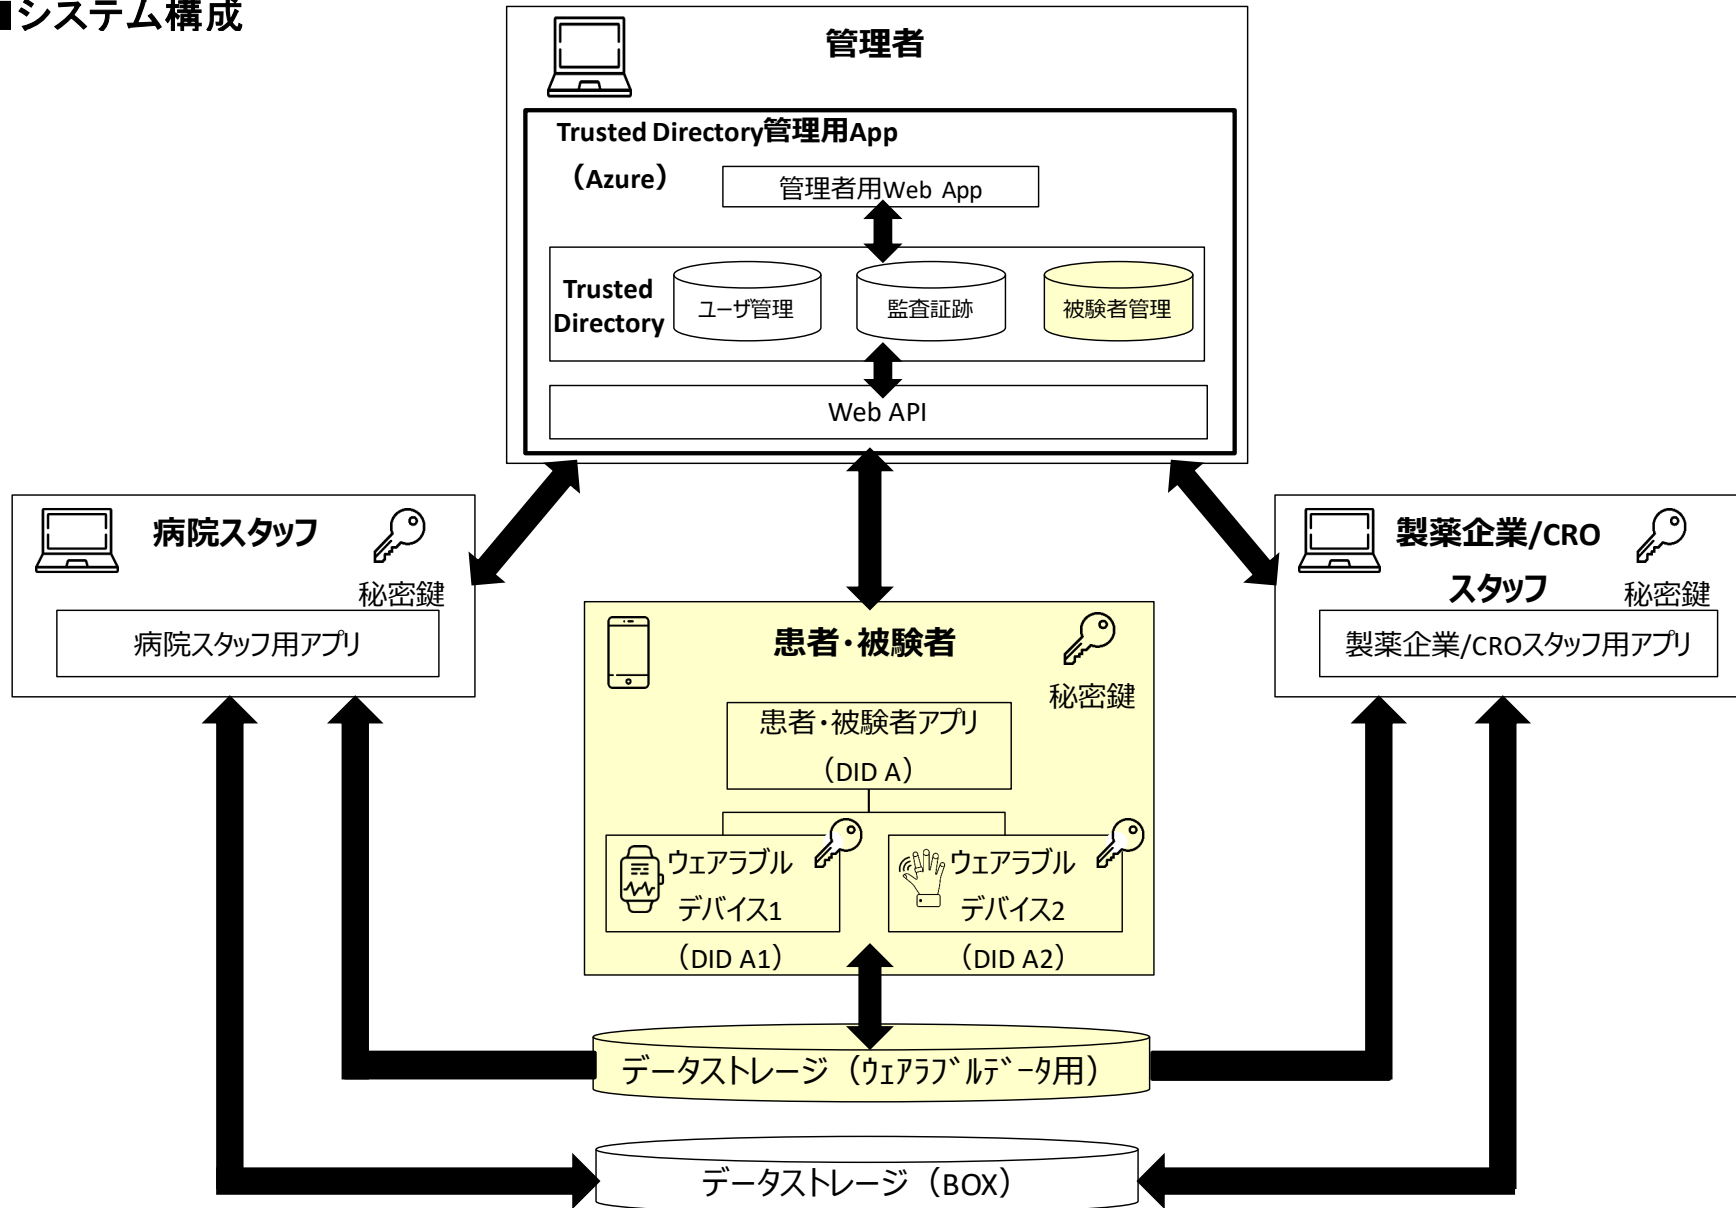 ■システム構成
管理者
Trusted Directory管理用App
（Azure）
管理者用Web App
Trusted
Directory
ユーザ管理
監査証跡
被験者管理
Web API
病院スタッフ
秘密鍵
病院スタッフ用アプリ
製薬企業/CRO
スタッフ
秘密鍵
製薬企業/CROスタッフ用アプリ
患者・被験者
秘密鍵
患者・被験者アプリ
（DID A）
ウェアラブル
デバイス1
（DID A1）
ウェアラブル
デバイス2
（DID A2）
データストレージ（ｳｪｱﾗﾌﾞﾙﾃﾞｰﾀ用）
データストレージ（BOX）